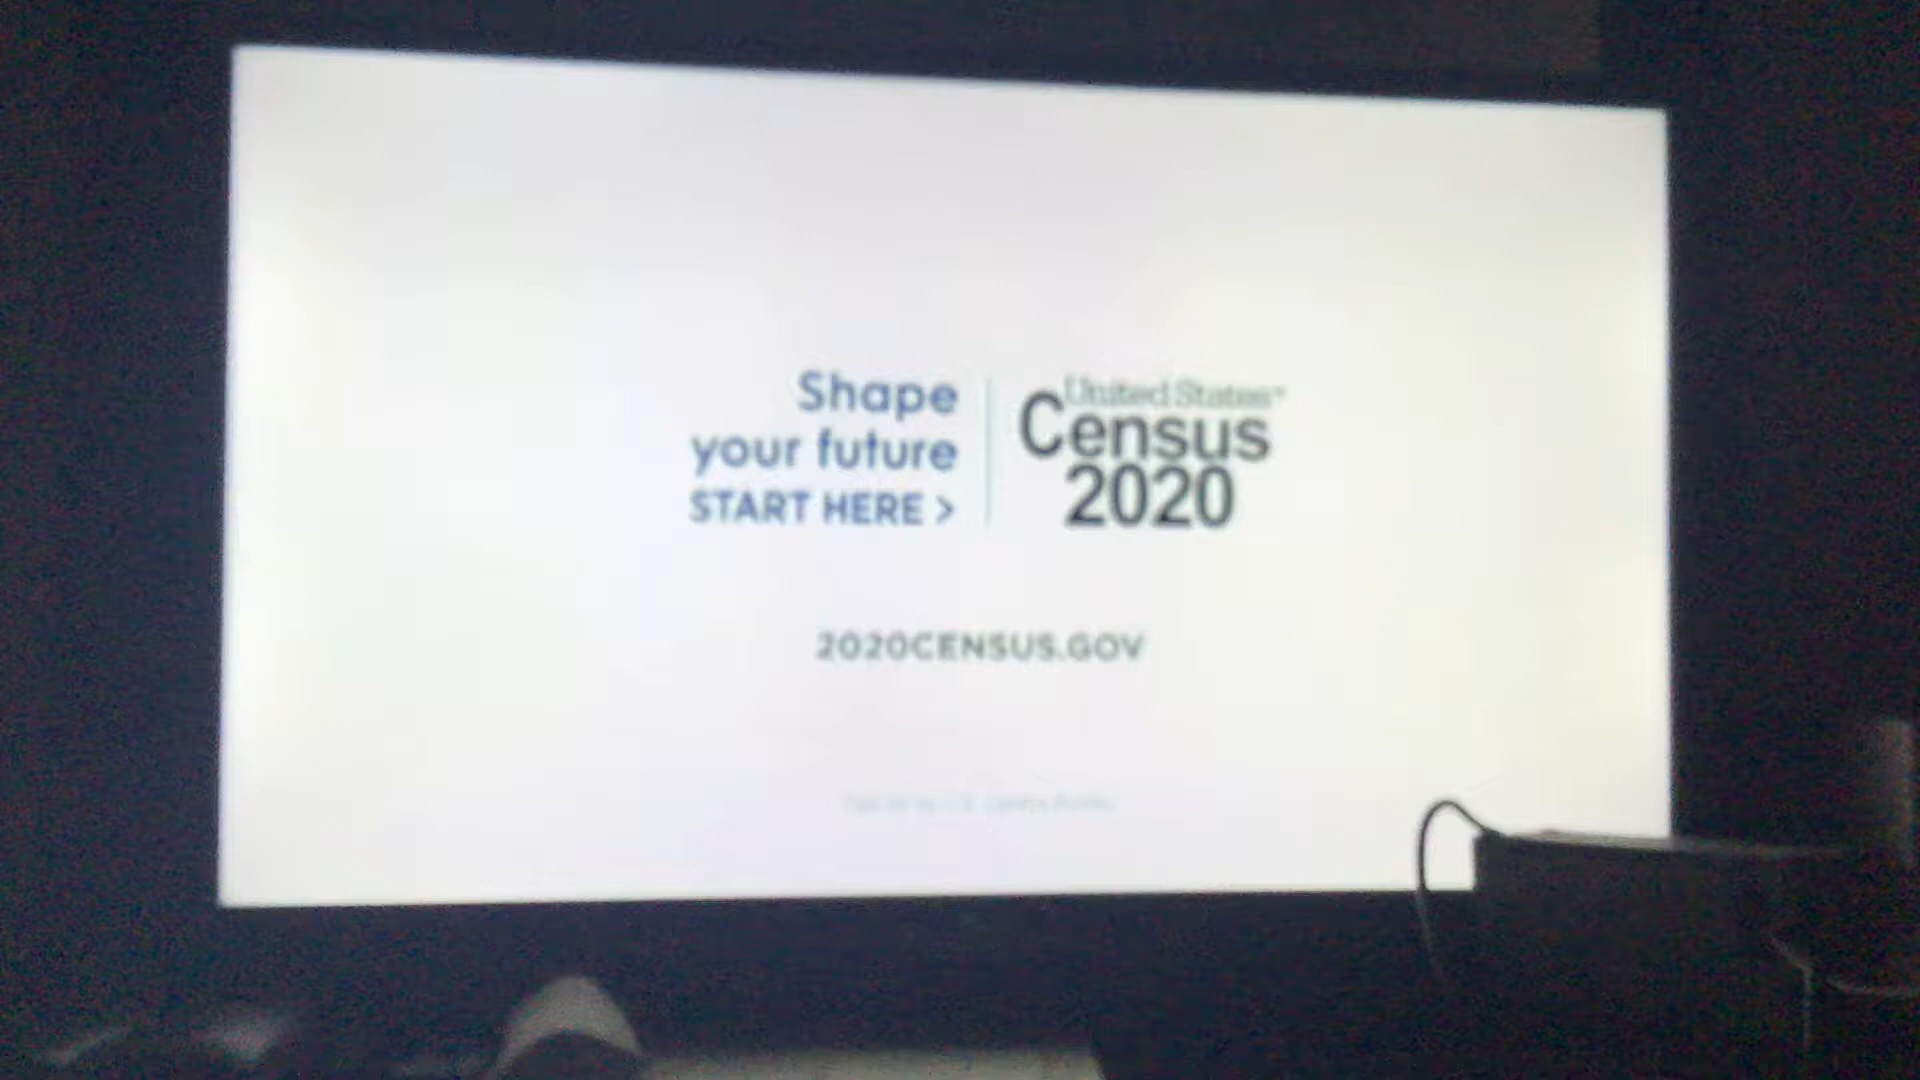 Shape
your future
START HERE >
United States®
Census
2020
2020CENSUS.GOV